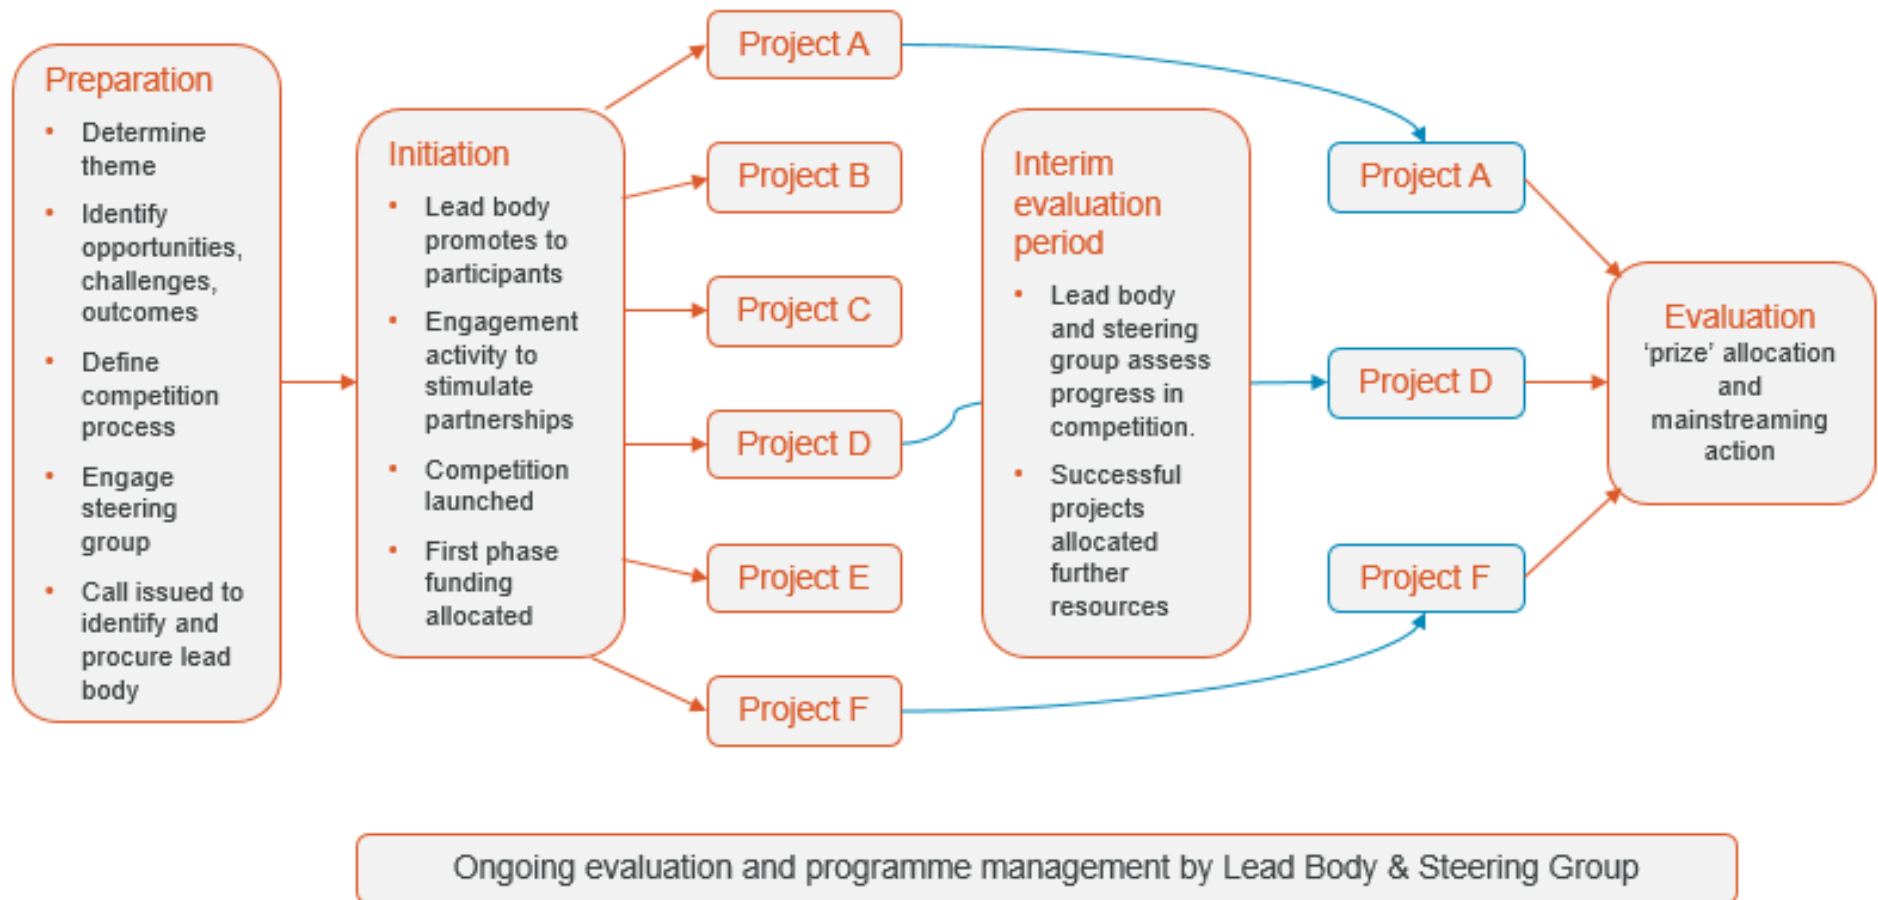 Preparation
• Determine
theme
• Identify
opportunities,
challenges,
outcomes
• Define
competition
process
• Engage
steering
group
• Call issued to
identify and
procure lead
body
Initiation
• Lead body
promotes to
participants
• Engagement
activity to
stimulate
partnerships
• Competition
launched
• First phase
funding
allocated
Project A
Project B
Project C
Project D
Project E
Project F
Interim
evaluation
period
• Lead body
and steering
group assess
progress in
competition.
• Successful
projects
allocated
further
resources
Project A
Project D
Project F
Evaluation
‘prize’ allocation
and
mainstreaming
action
Ongoing evaluation and programme management by Lead Body & Steering Group